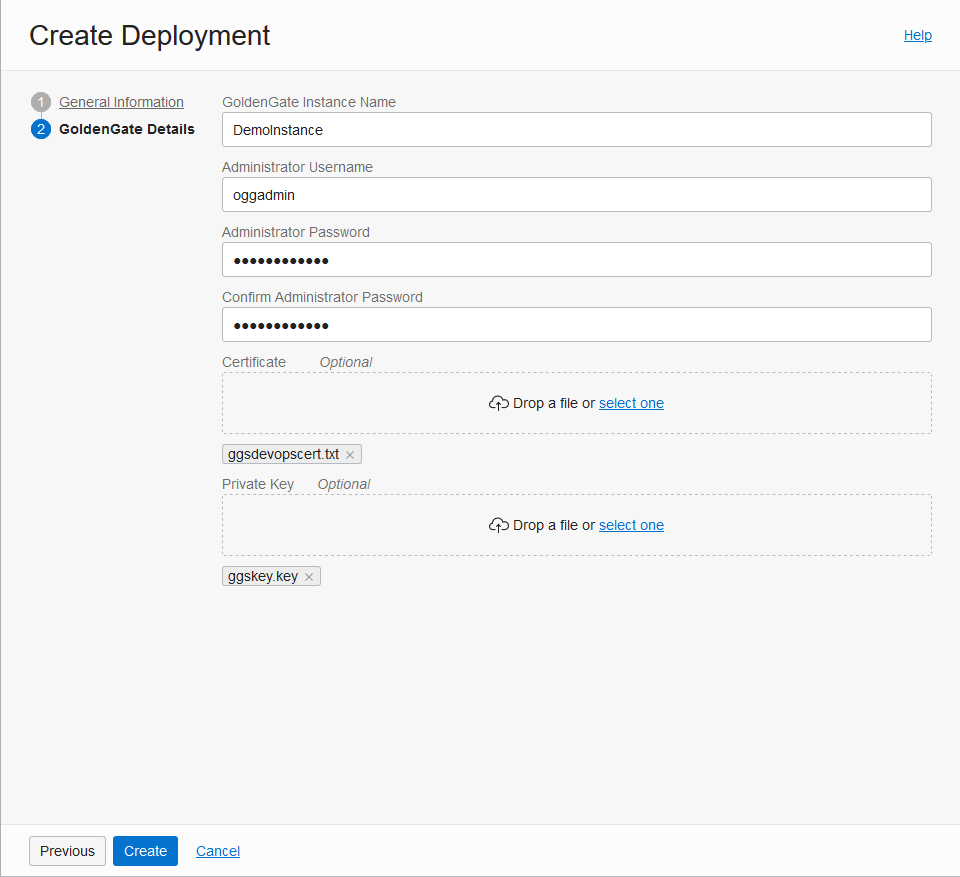 Create Deployment
Help
1 General Information
2 GoldenGate Details
GoldenGate Instance Name
DemoInstance
Administrator Username
oggadmin
Administrator Password
●●●●●●●●●●●●
Confirm Administrator Password
●●●●●●●●●●●●
Certificate Optional
Drop a file or select one
ggsdevopscert.txt ×
Private Key Optional
Drop a file or select one
ggskey.key ×
Previous Create Cancel